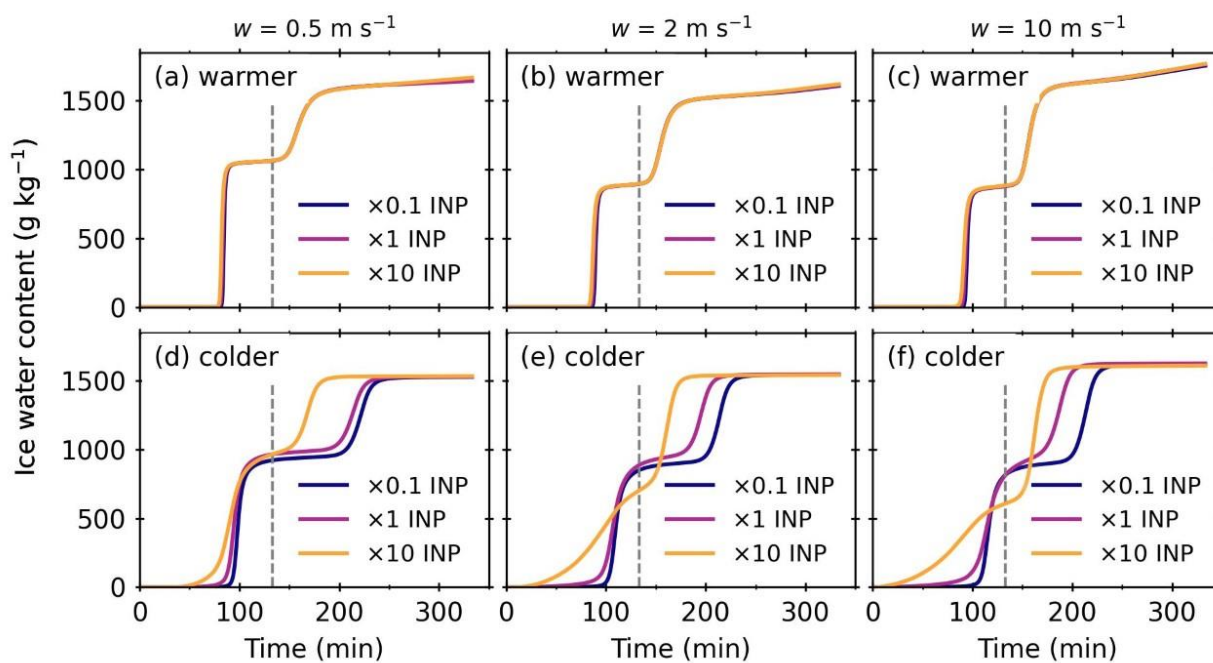 w = 0.5 m s⁻¹
w = 2 m s⁻¹
w = 10 m s⁻¹
Ice water content (g kg⁻¹)
1500
1000
500
0
(a) warmer
×0.1 INP
×1 INP
×10 INP
(b) warmer
×0.1 INP
×1 INP
×10 INP
(c) warmer
×0.1 INP
×1 INP
×10 INP
1500
1000
500
0
(d) colder
×0.1 INP
×1 INP
×10 INP
(e) colder
×0.1 INP
×1 INP
×10 INP
(f) colder
×0.1 INP
×1 INP
×10 INP
0 100 200 300
0 100 200 300
0 100 200 300
Time (min)
Time (min)
Time (min)